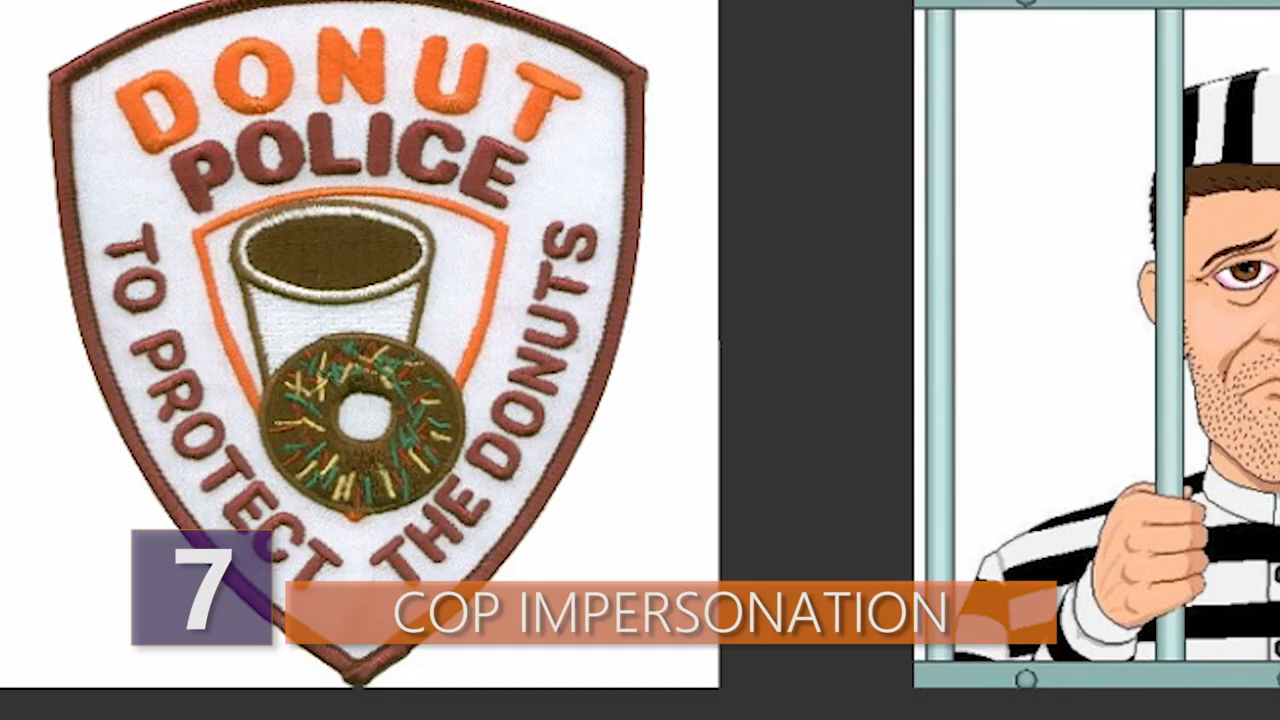 DONUT
POLICE
TO PROTECT THE DONUTS
7
COP IMPERSONATION